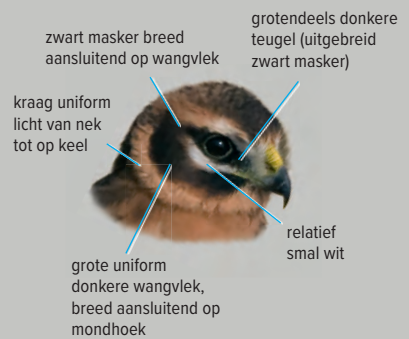 zwart masker breed
aansluitend op wangvlek
grotendeels donkere
teugel (uitgebreid
zwart masker)
kraag uniform
licht van nek
tot op keel
relatief
smal wit
grote uniform
donkere wangvlek,
breed aansluitend op
mondhoek